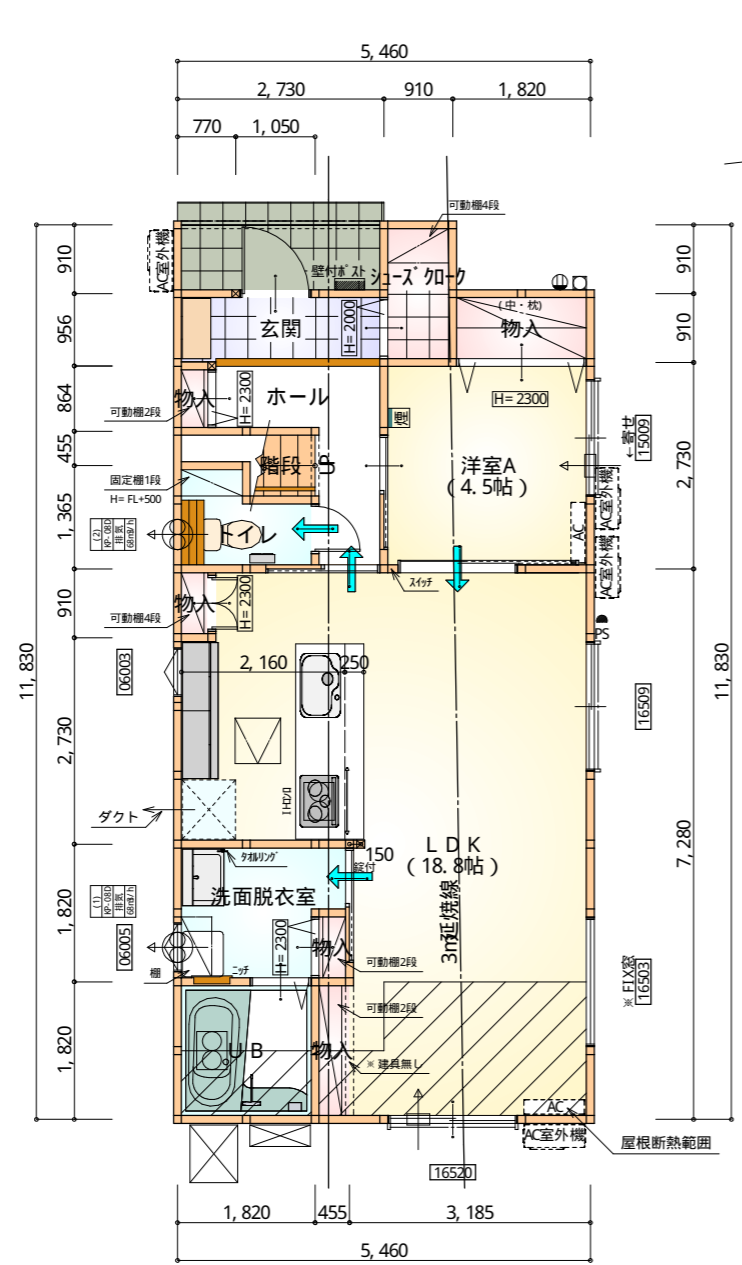 5,460
2,730
910
1,820
770
1,050
可動棚4段
AC室外機
壁付ポスト
シューズクローク
910
910
956
玄関
H=2000
(中・枕)
物入
910
864
物入
H=2300
ホール
H=2300
可動棚2段
煙
←寄せ
15009
455
階段
UP
洋室A
(4.5帖)
2,730
固定棚1段
H=FL+500
AC室外機
1,365
(2)
KP-08D
排気
68m3/h
トイレ
AC
AC室外機
スイッチ
910
物入
H=2300
可動棚4段
PS
11,830
06003
2,160
250
16509
11,830
2,730
IHコンロ
ダクト
LDK
(18.8帖)
7,280
タオルリング
150
錠付
洗面脱衣室
1,820
(1)
KP-08D
排気
68m3/h
06005
H=2300
物入
3m延焼線
棚
ニッチ
可動棚2段
※FIX窓
16503
可動棚2段
1,820
UB
物入
※建具無し
AC
AC室外機
屋根断熱範囲
16520
1,820
455
3,185
5,460